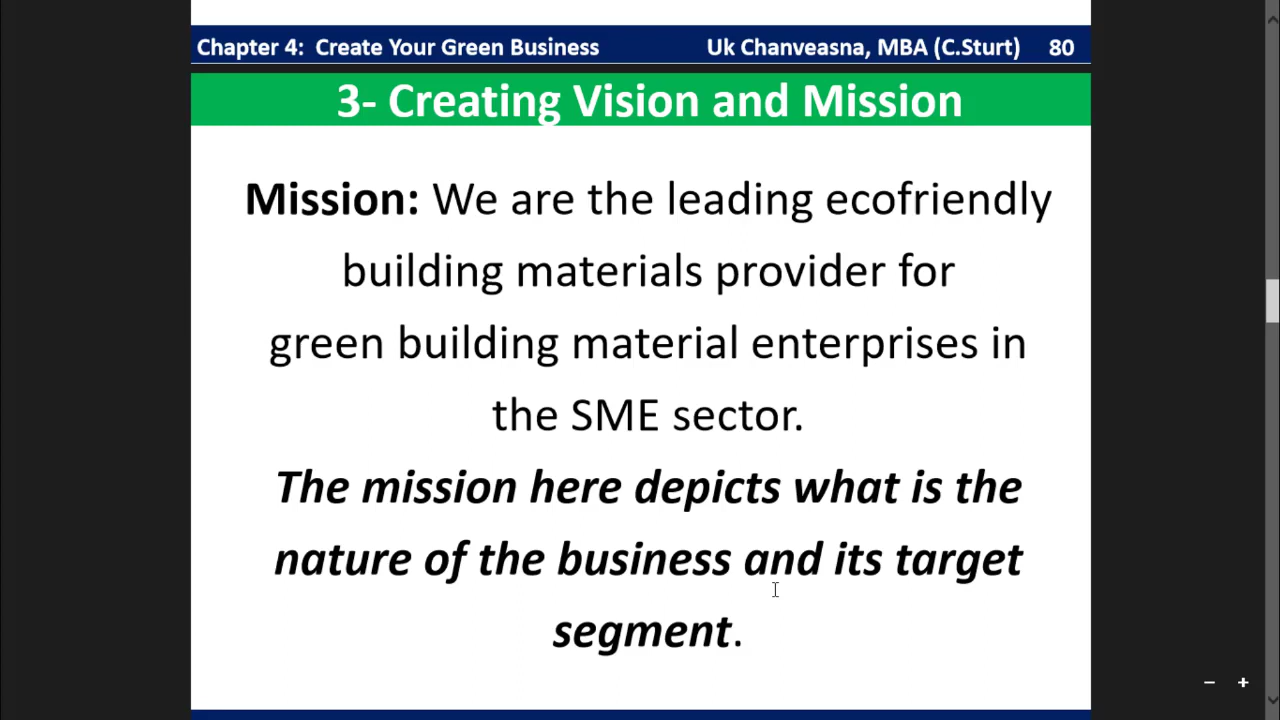 Chapter 4: Create Your Green Business Uk Chanveasna, MBA (C.Sturt) 80
3- Creating Vision and Mission
Mission: We are the leading ecofriendly
building materials provider for
green building material enterprises in
the SME sector.
The mission here depicts what is the
nature of the business and its target
segment.